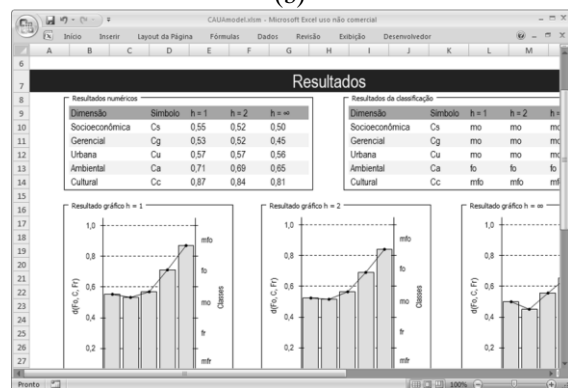 (b)
CAUAmodel.xlsm - Microsoft Excel uso não comercial
Início Inserir Layout da Página Fórmulas Dados Revisão Exibição Desenvolvedor
A B C D E F G H I J K L M
6
7 Resultados
8 Resultados numéricos Resultados da classificação
9 Dimensão Símbolo h = 1 h = 2 h = ∞ Dimensão Símbolo h = 1 h = 2 h =
10 Socioeconômica Cs 0,55 0,52 0,50 Socioeconômica Cs mo mo mo
11 Gerencial Cg 0,53 0,52 0,45 Gerencial Cg mo mo mo
12 Urbana Cu 0,57 0,57 0,56 Urbana Cu mo mo mo
13 Ambiental Ca 0,71 0,69 0,65 Ambiental Ca fo fo fo
14 Cultural Cc 0,87 0,84 0,81 Cultural Cc mfo mfo mfo
15
16 Resultado gráfico h = 1 Resultado gráfico h = 2 Resultado gráfico h = ∞
17 1,0 1,0 1,0
18 mfo mfo
19 0,8 0,8 0,8
20 fo fo
21
22 0,6 0,6 0,6
23 d(Fo, C, Fr) mo Classes d(Fo, C, Fr) mo Classes d(Fo, C, Fr)
24 0,4 0,4 0,4
25 fr fr
26 0,2 0,2 0,2
27 mfr mfr
Pronto 100%